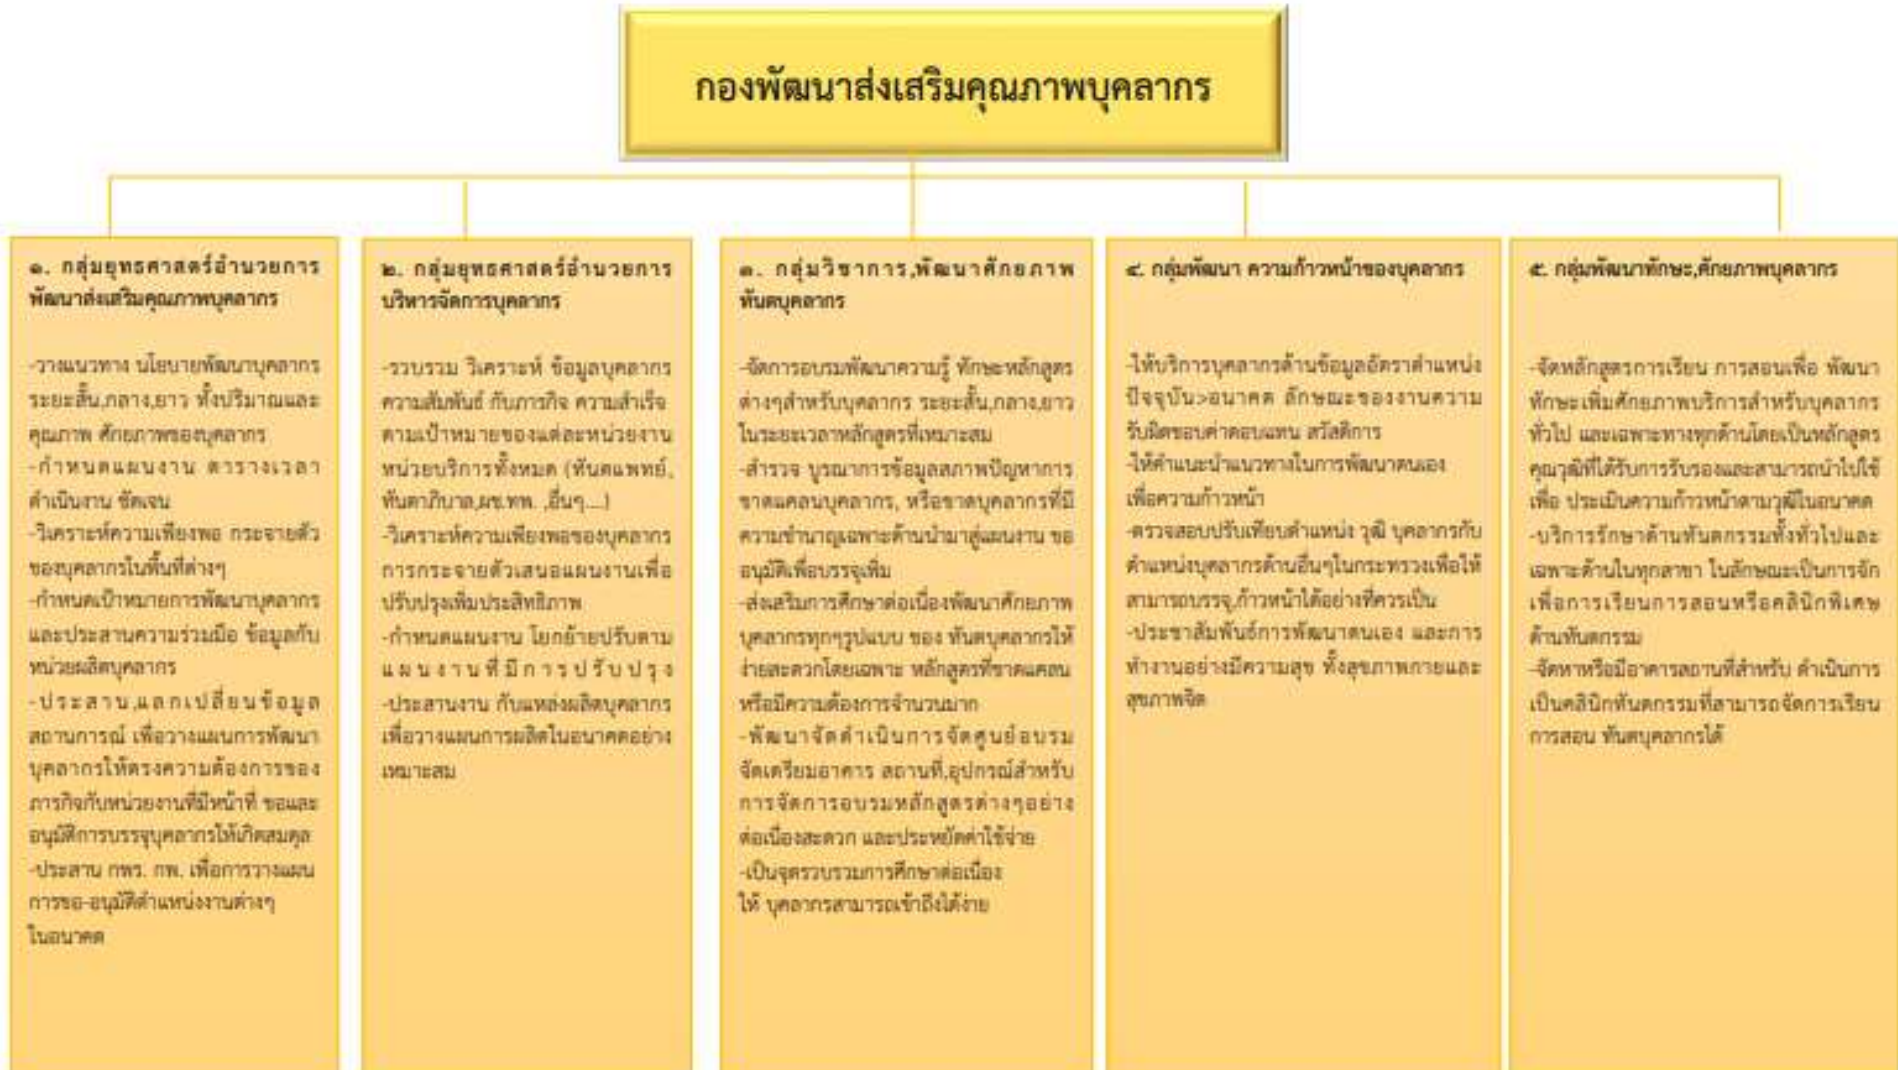 กองพัฒนาส่งเสริมคุณภาพบุคลากร
๑. กลุ่มยุทธศาสตร์อำนวยการ
พัฒนาส่งเสริมคุณภาพบุคลากร
-วางแนวทาง นโยบายพัฒนาบุคลากร
ระยะสั้น,กลาง,ยาว ทั้งปริมาณและ
คุณภาพ ศักยภาพของบุคลากร
-กำหนดแผนงาน ตารางเวลา
ดำเนินงาน ชัดเจน
-วิเคราะห์ความเพียงพอ กระจายตัว
ของบุคลากรในพื้นที่ต่างๆ
-กำหนดเป้าหมายการพัฒนาบุคลากร
และประสานความร่วมมือ ข้อมูลกับ
หน่วยผลิตบุคลากร
-ประสาน,แลกเปลี่ยนข้อมูล
สถานการณ์ เพื่อวางแผนการพัฒนา
บุคลากรให้ตรงความต้องการของ
ภารกิจกับหน่วยงานที่มีหน้าที่ ขอและ
อนุมัติการบรรจุบุคลากรให้เกิดสมดุล
-ประสาน กพร. กพ. เพื่อการวางแผน
การขอ-อนุมัติตำแหน่งงานต่างๆ
ในอนาคต
๒. กลุ่มยุทธศาสตร์อำนวยการ
บริหารจัดการบุคลากร
-รวบรวม วิเคราะห์ ข้อมูลบุคลากร
ความสัมพันธ์ กับภารกิจ ความสำเร็จ
ตามเป้าหมายของแต่ละหน่วยงาน
หน่วยบริการทั้งหมด (ทันตแพทย์,
ทันตาภิบาล,ผช.ทพ. ,อื่นๆ....)
-วิเคราะห์ความเพียงพอของบุคลากร
การกระจายตัวเสนอแผนงานเพื่อ
ปรับปรุงเพิ่มประสิทธิภาพ
-กำหนดแผนงาน โยกย้ายปรับตาม
แผนงานที่มีการปรับปรุง
-ประสานงาน กับแหล่งผลิตบุคลากร
เพื่อวางแผนการผลิตในอนาคตอย่าง
เหมาะสม
๓. กลุ่มวิชาการ,พัฒนาศักยภาพ
ทันตบุคลากร
-จัดการอบรมพัฒนาความรู้ ทักษะหลักสูตร
ต่างๆสำหรับบุคลากร ระยะสั้น,กลาง,ยาว
ในระยะเวลาหลักสูตรที่เหมาะสม
-สำรวจ บูรณาการข้อมูลสภาพปัญหาการ
ขาดแคลนบุคลากร, หรือขาดบุคลากรที่มี
ความชำนาญเฉพาะด้านนำมาสู่แผนงาน ขอ
อนุมัติเพื่อบรรจุเพิ่ม
-ส่งเสริมการศึกษาต่อเนื่องพัฒนาศักยภาพ
บุคลากรทุกๆรูปแบบ ของ ทันตบุคลากรให้
ง่ายสะดวกโดยเฉพาะ หลักสูตรที่ขาดแคลน
หรือมีความต้องการจำนวนมาก
-พัฒนาจัดดำเนินการจัดศูนย์อบรม
จัดเตรียมอาคาร สถานที่,อุปกรณ์สำหรับ
การจัดการอบรมหลักสูตรต่างๆอย่าง
ต่อเนื่องสะดวก และประหยัดค่าใช้จ่าย
-เป็นจุดรวบรวมการศึกษาต่อเนื่อง
ให้ บุคลากรสามารถเข้าถึงได้ง่าย
๔. กลุ่มพัฒนา ความก้าวหน้าของบุคลากร
-ให้บริการบุคลากรด้านข้อมูลอัตราตำแหน่ง
ปัจจุบัน>อนาคต ลักษณะของงานความ
รับผิดชอบค่าตอบแทน สวัสดิการ
-ให้คำแนะนำแนวทางในการพัฒนาตนเอง
เพื่อความก้าวหน้า
-ตรวจสอบปรับเทียบตำแหน่ง วุฒิ บุคลากรกับ
ตำแหน่งบุคลากรด้านอื่นๆในกระทรวงเพื่อให้
สามารถบรรจุ,ก้าวหน้าได้อย่างที่ควรเป็น
-ประชาสัมพันธ์การพัฒนาตนเอง และการ
ทำงานอย่างมีความสุข ทั้งสุขภาพกายและ
สุขภาพจิต
๕. กลุ่มพัฒนาทักษะ,ศักยภาพบุคลากร
-จัดหลักสูตรการเรียน การสอนเพื่อ พัฒนา
ทักษะเพิ่มศักยภาพบริการสำหรับบุคลากร
ทั่วไป และเฉพาะทางทุกด้านโดยเป็นหลักสูตร
คุณวุฒิที่ได้รับการรับรองและสามารถนำไปใช้
เพื่อ ประเมินความก้าวหน้าตามวุฒิในอนาคต
-บริการรักษาด้านทันตกรรมทั้งทั่วไปและ
เฉพาะด้านในทุกสาขา ในลักษณะเป็นการจัด
เพื่อการเรียนการสอนหรือคลินิกพิเศษ
ด้านทันตกรรม
-จัดหาหรือมีอาคารสถานที่สำหรับ ดำเนินการ
เป็นคลินิกทันตกรรมที่สามารถจัดการเรียน
การสอน ทันตบุคลากรได้